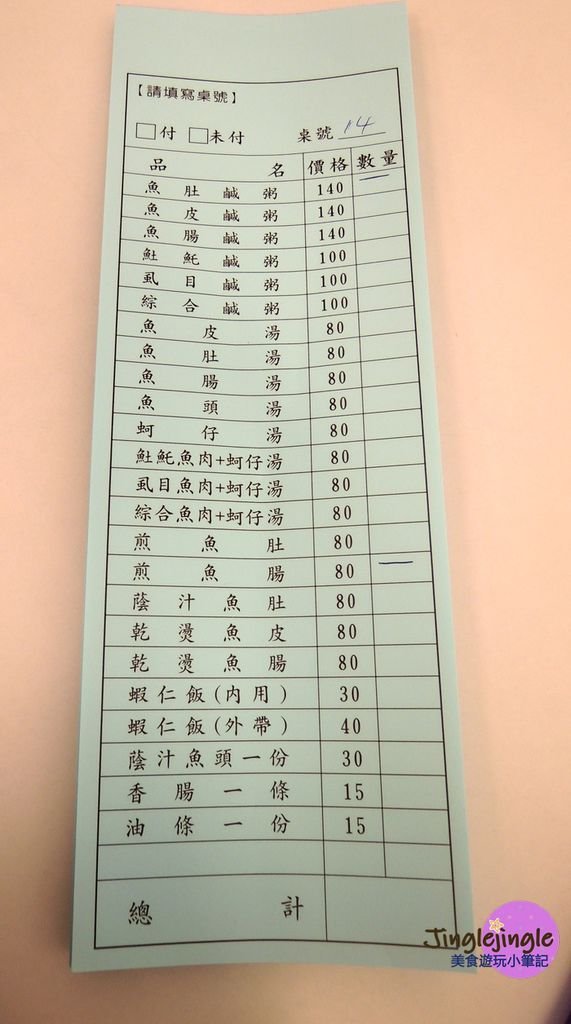 【請填寫桌號】
□付 □未付 桌號 14
品名 價格 數量
魚肚鹹粥 140 一
魚皮鹹粥 140
魚腸鹹粥 140
𩵚魠鹹粥 100
虱目鹹粥 100
綜合鹹粥 100
魚皮湯 80
魚肚湯 80
魚腸湯 80
魚頭湯 80
蚵仔湯 80
𩵚魠魚肉+蚵仔湯 80
虱目魚肉+蚵仔湯 80
綜合魚肉+蚵仔湯 80
煎魚肚 80
煎魚腸 80 一
蔭汁魚肚 80
乾燙魚皮 80
乾燙魚腸 80
蝦仁飯(內用) 30
蝦仁飯(外帶) 40
蔭汁魚頭一份 30
香腸一條 15
油條一份 15
總計
Jinglejingle
美食遊玩小筆記